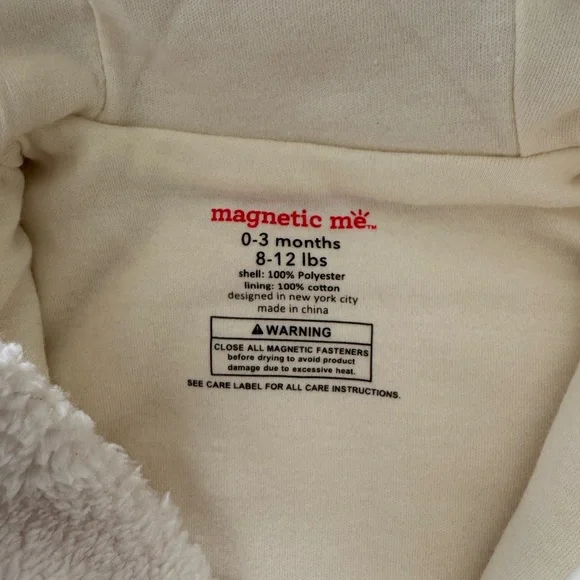 magnetic me™
0-3 months
8-12 lbs
shell: 100% Polyester
lining: 100% cotton
designed in new york city
made in china
⚠ WARNING
CLOSE ALL MAGNETIC FASTENERS
before drying to avoid product
damage due to excessive heat.
SEE CARE LABEL FOR ALL CARE INSTRUCTIONS.